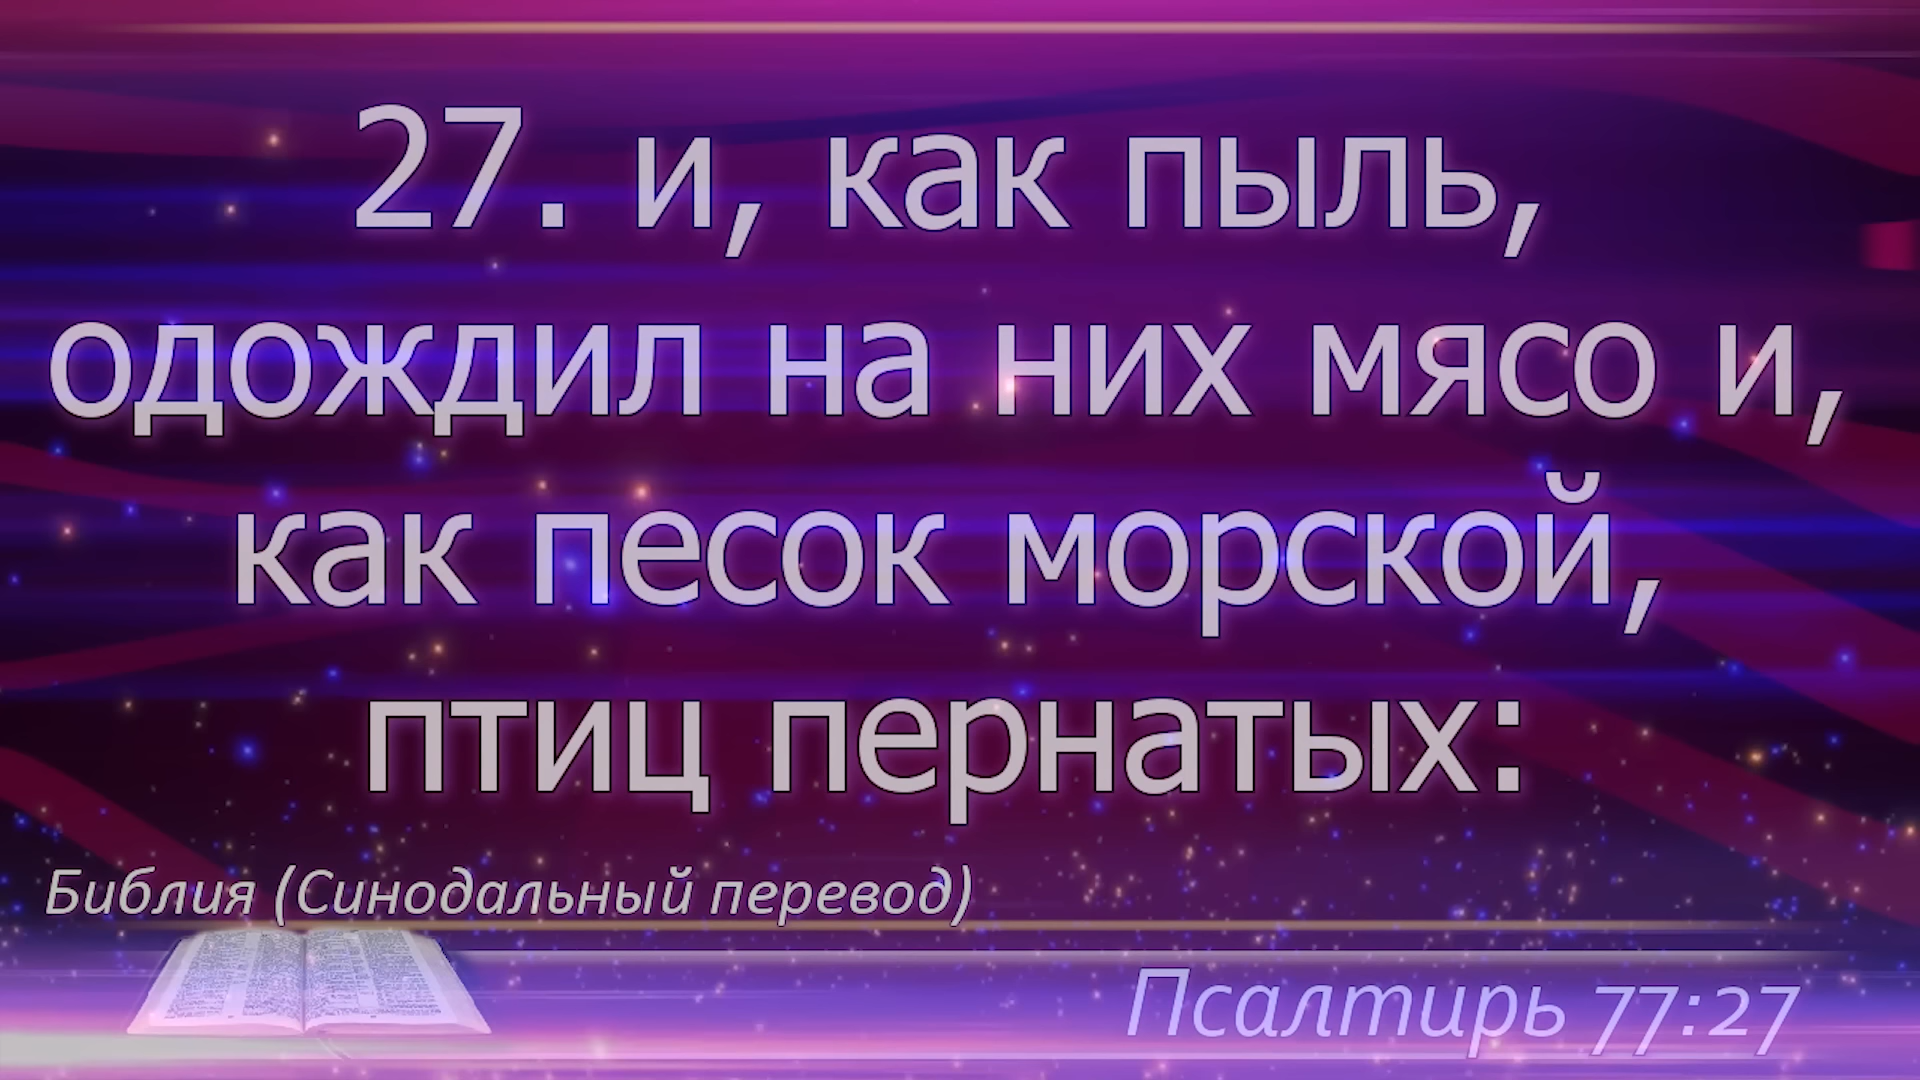 27. и, как пыль,
одождил на них мясо и,
как песок морской,
птиц пернатых:
Библия (Синодальный перевод)
Псалтирь 77:27